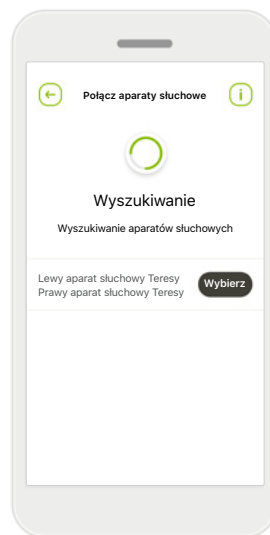 Połącz aparaty słuchowe
Wyszukiwanie
Wyszukiwanie aparatów słuchowych
Lewy aparat słuchowy Teresy
Prawy aparat słuchowy Teresy
Wybierz